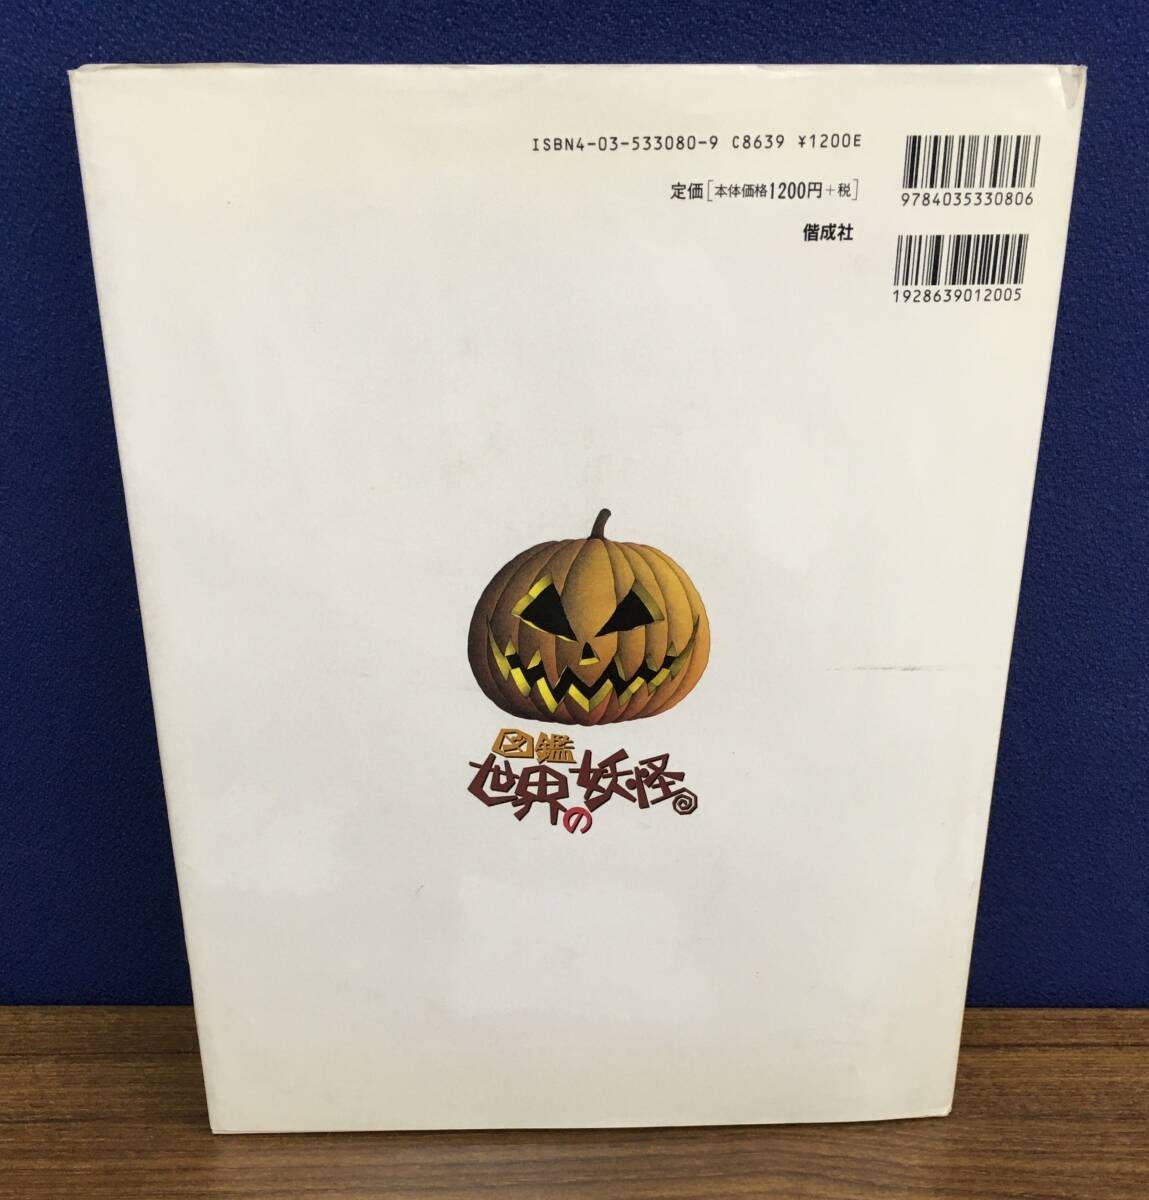 ISBN4-03-533080-9 C8639 ¥1200E
定価[本体価格1200円+税]
偕成社
9784035330806
1928639012005
図鑑
世界の妖怪